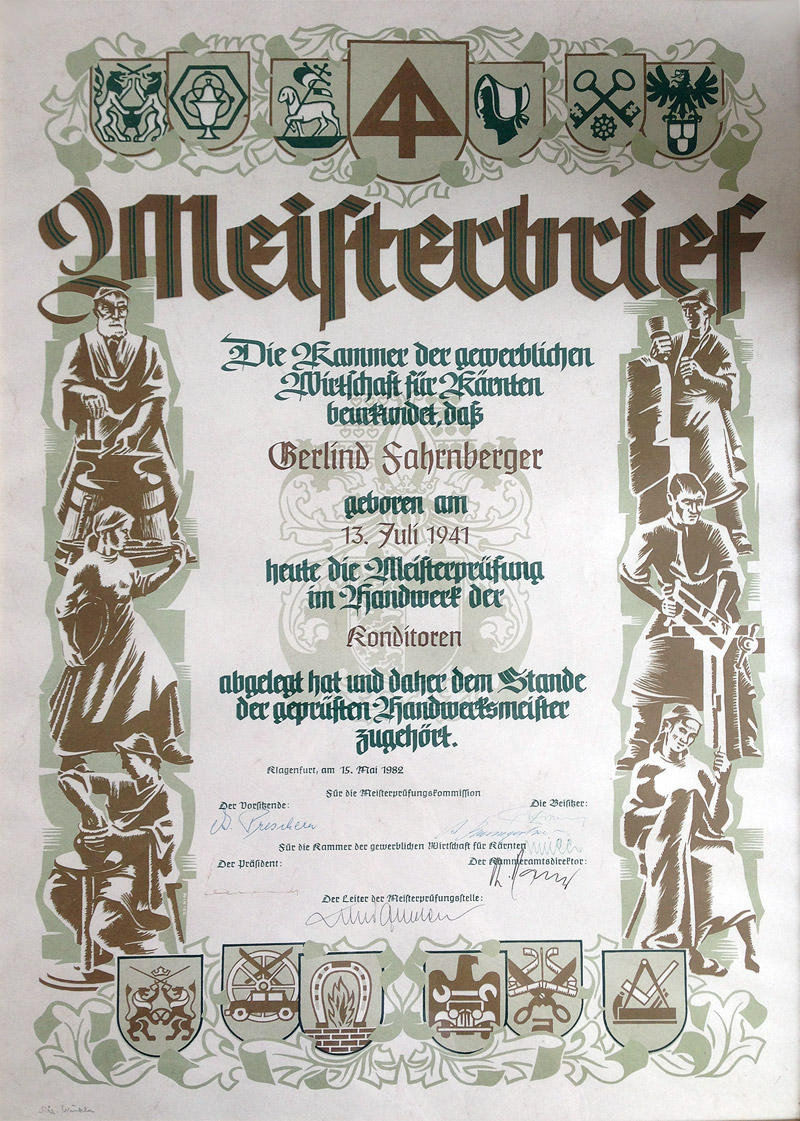 Meisterbrief
Die Kammer der gewerblichen
Wirtschaft für Kärnten
beurkundet, daß
Gerlind Fahrnberger
geboren am
13. Juli 1941
heute die Meisterprüfung
im Handwerk der
Konditoren
abgelegt hat und daher dem Stande
der geprüften Handwerksmeister
zugehört.
Klagenfurt, am 15. Mai 1982
Für die Meisterprüfungskommission
Der Vorsitzende: Die Beisitzer:
Für die Kammer der gewerblichen Wirtschaft für Kärnten
Der Präsident: Der Kammeramtsdirektor:
Der Leiter der Meisterprüfungsstelle: